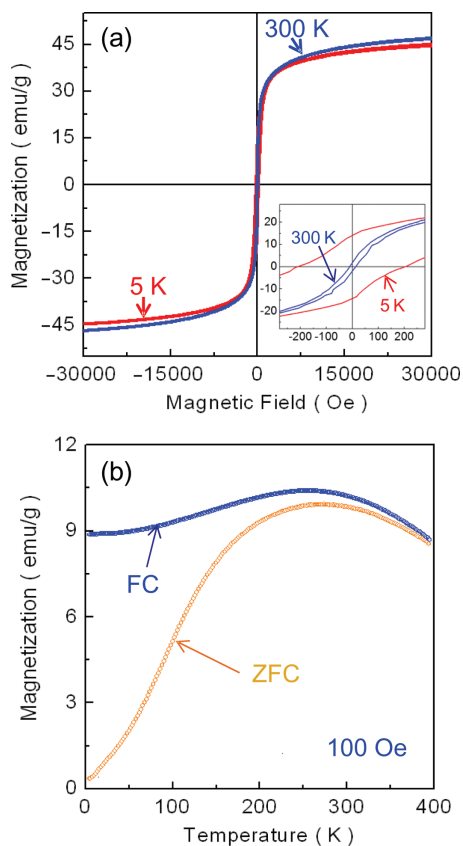 (a)
300 K
Magnetization ( emu/g )
45
30
15
0
−15
−30
−45
5 K
20
10
0
−10
−20
300 K
5 K
−200
0
200
−30000
−15000
0
15000
30000
Magnetic Field ( Oe )
(b)
Magnetization ( emu/g )
12
9
6
3
0
FC
ZFC
100 Oe
0
100
200
300
400
Temperature ( K )